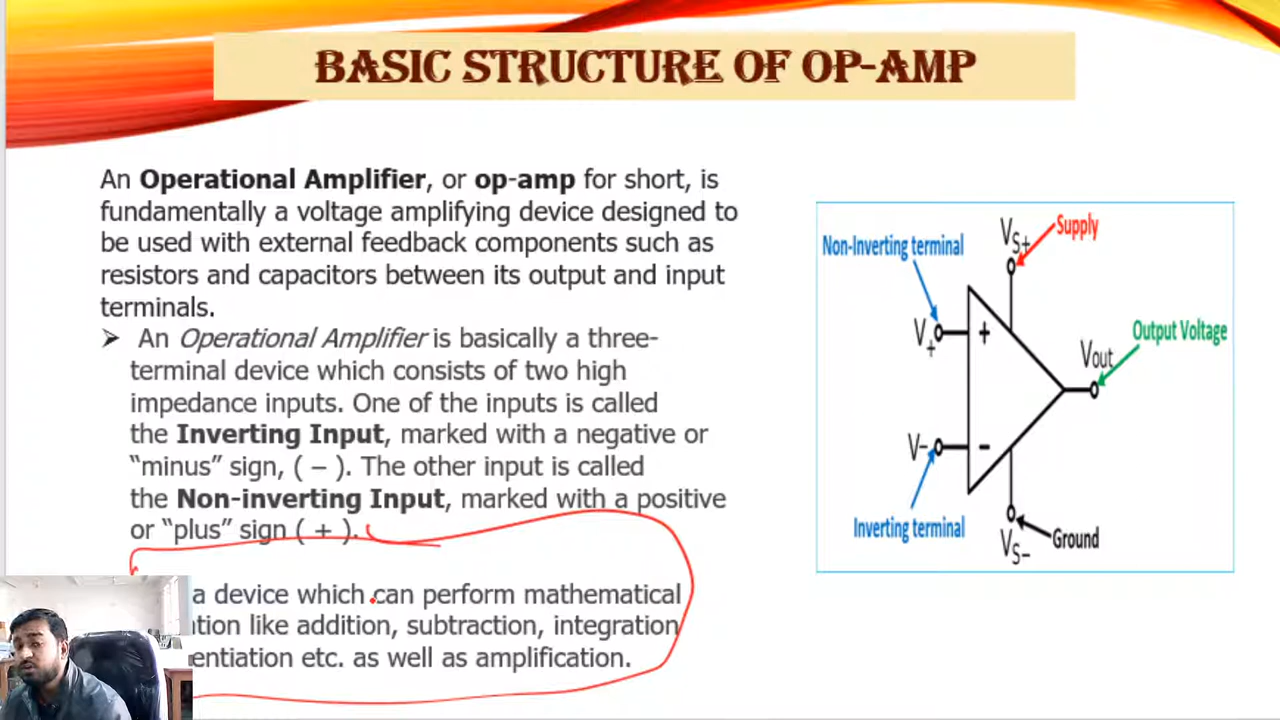 BASIC STRUCTURE OF OP-AMP
An Operational Amplifier, or op-amp for short, is
fundamentally a voltage amplifying device designed to
be used with external feedback components such as
resistors and capacitors between its output and input
terminals.
➢ An Operational Amplifier is basically a three-
terminal device which consists of two high
impedance inputs. One of the inputs is called
the Inverting Input, marked with a negative or
“minus” sign, ( – ). The other input is called
the Non-inverting Input, marked with a positive
or “plus” sign ( + ).
a device which can perform mathematical
like addition, subtraction, integration
etc. as well as amplification.
VS+
Supply
Non-Inverting terminal
V+
+
Output Voltage
Vout
V-
-
Inverting terminal
VS-
Ground